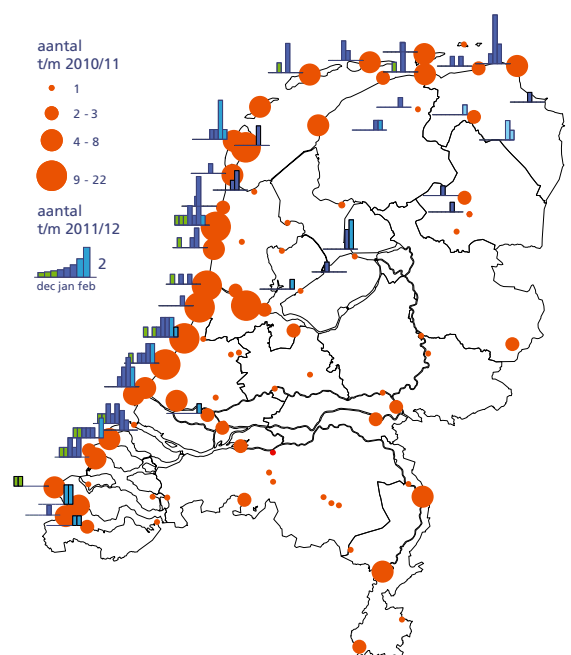 aantal
t/m 2010/11
1
2 - 3
4 - 8
9 - 22
aantal
t/m 2011/12
2
dec jan feb